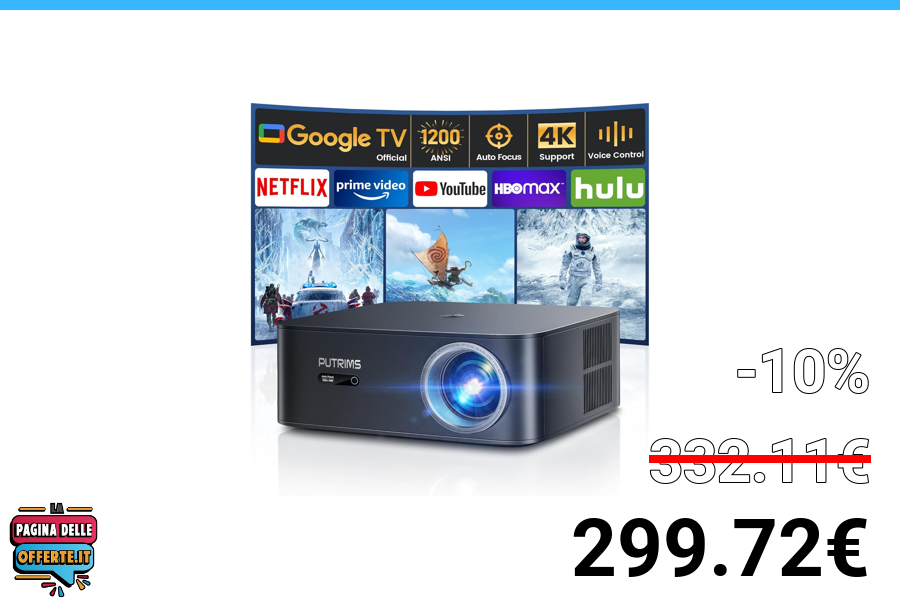 Google TV
Official
1200
ANSI
Auto Focus
4K
Support
Voice Control
NETFLIX
prime video
YouTube
HBOMAX
hulu
PUTRIMS
-10%
332.11€
299.72€
LA
PAGINA DELLE
OFFERTE.IT